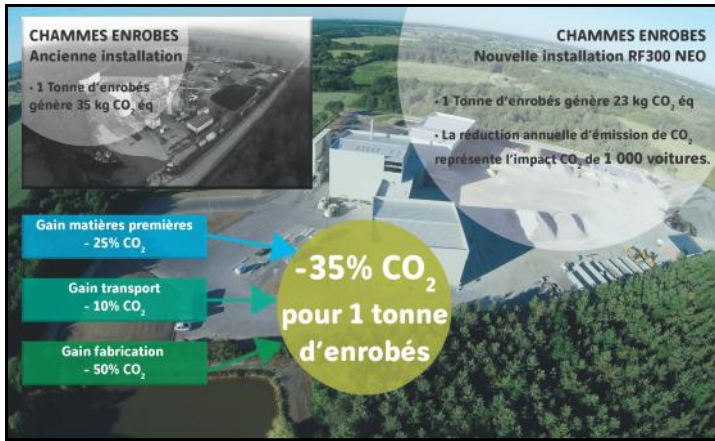 CHAMMES ENROBES
Ancienne installation
• 1 Tonne d'enrobés
génère 35 kg CO₂ éq
CHAMMES ENROBES
Nouvelle installation RF300 NEO
• 1 Tonne d'enrobés génère 23 kg CO₂ éq
• La réduction annuelle d'émission de CO₂
représente l'impact CO₂ de 1 000 voitures.
Gain matières premières
- 25% CO₂
Gain transport
- 10% CO₂
Gain fabrication
- 50% CO₂
-35% CO₂
pour 1 tonne
d'enrobés